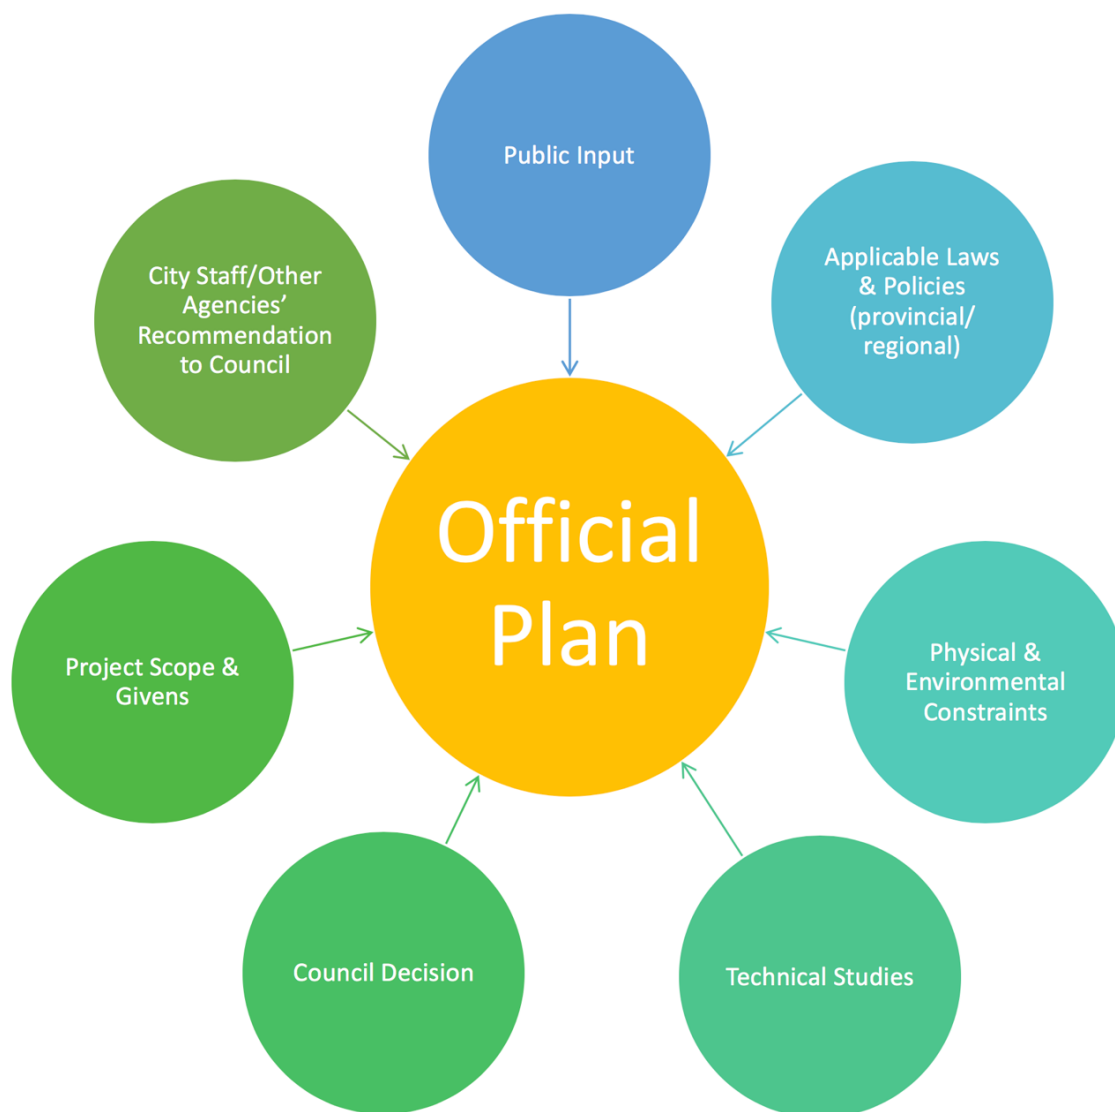 Public Input
Applicable Laws
& Policies
(provincial/
regional)
Physical &
Environmental
Constraints
Technical Studies
Council Decision
Project Scope &
Givens
City Staff/Other
Agencies’
Recommendation
to Council
Official
Plan